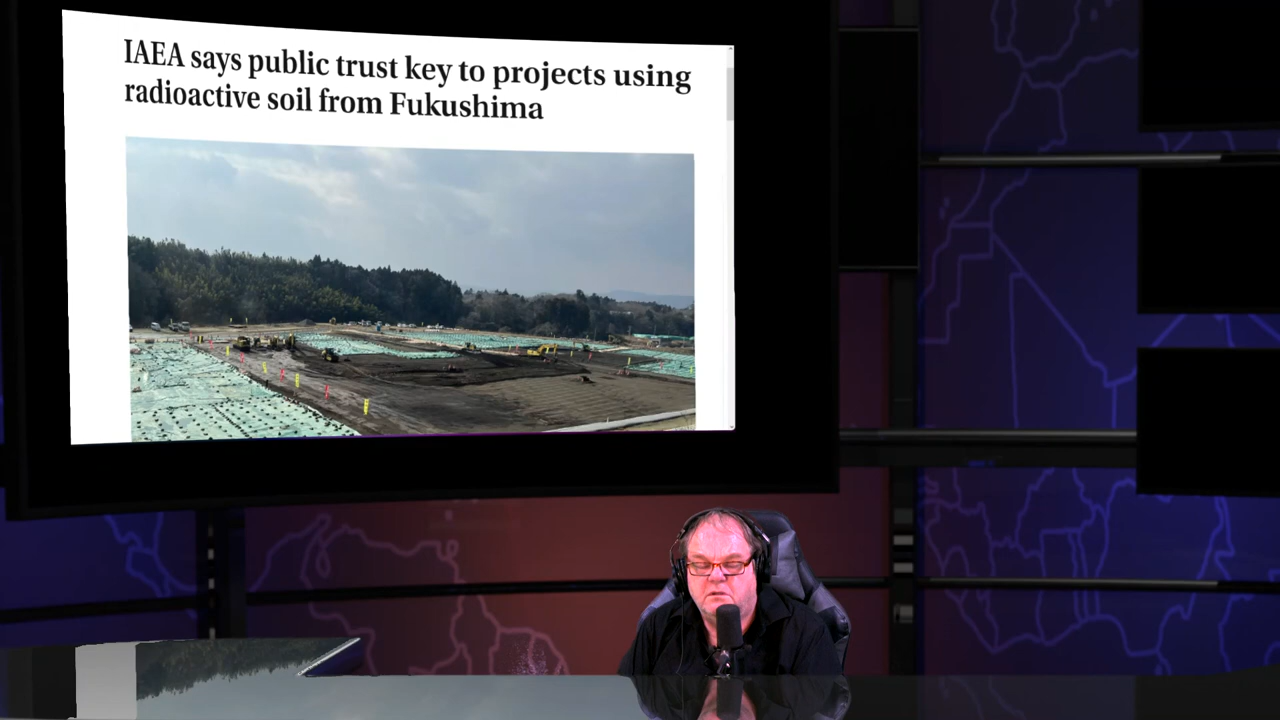 IAEA says public trust key to projects using
radioactive soil from Fukushima